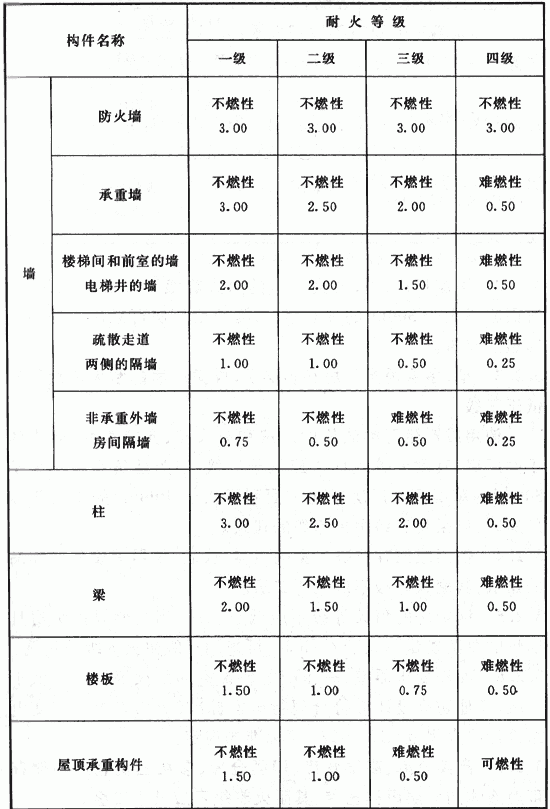 构件名称
耐火等级
一级 二级 三级 四级
墙
防火墙
不燃性 不燃性 不燃性 不燃性
3.00 3.00 3.00 3.00
承重墙
不燃性 不燃性 不燃性 难燃性
3.00 2.50 2.00 0.50
楼梯间和前室的墙
电梯井的墙
不燃性 不燃性 不燃性 难燃性
2.00 2.00 1.50 0.50
疏散走道
两侧的隔墙
不燃性 不燃性 不燃性 难燃性
1.00 1.00 0.50 0.25
非承重外墙
房间隔墙
不燃性 不燃性 难燃性 难燃性
0.75 0.50 0.50 0.25
柱
不燃性 不燃性 不燃性 难燃性
3.00 2.50 2.00 0.50
梁
不燃性 不燃性 不燃性 难燃性
2.00 1.50 1.00 0.50
楼板
不燃性 不燃性 不燃性 难燃性
1.50 1.00 0.75 0.50
屋顶承重构件
不燃性 不燃性 难燃性 可燃性
1.50 1.00 0.50